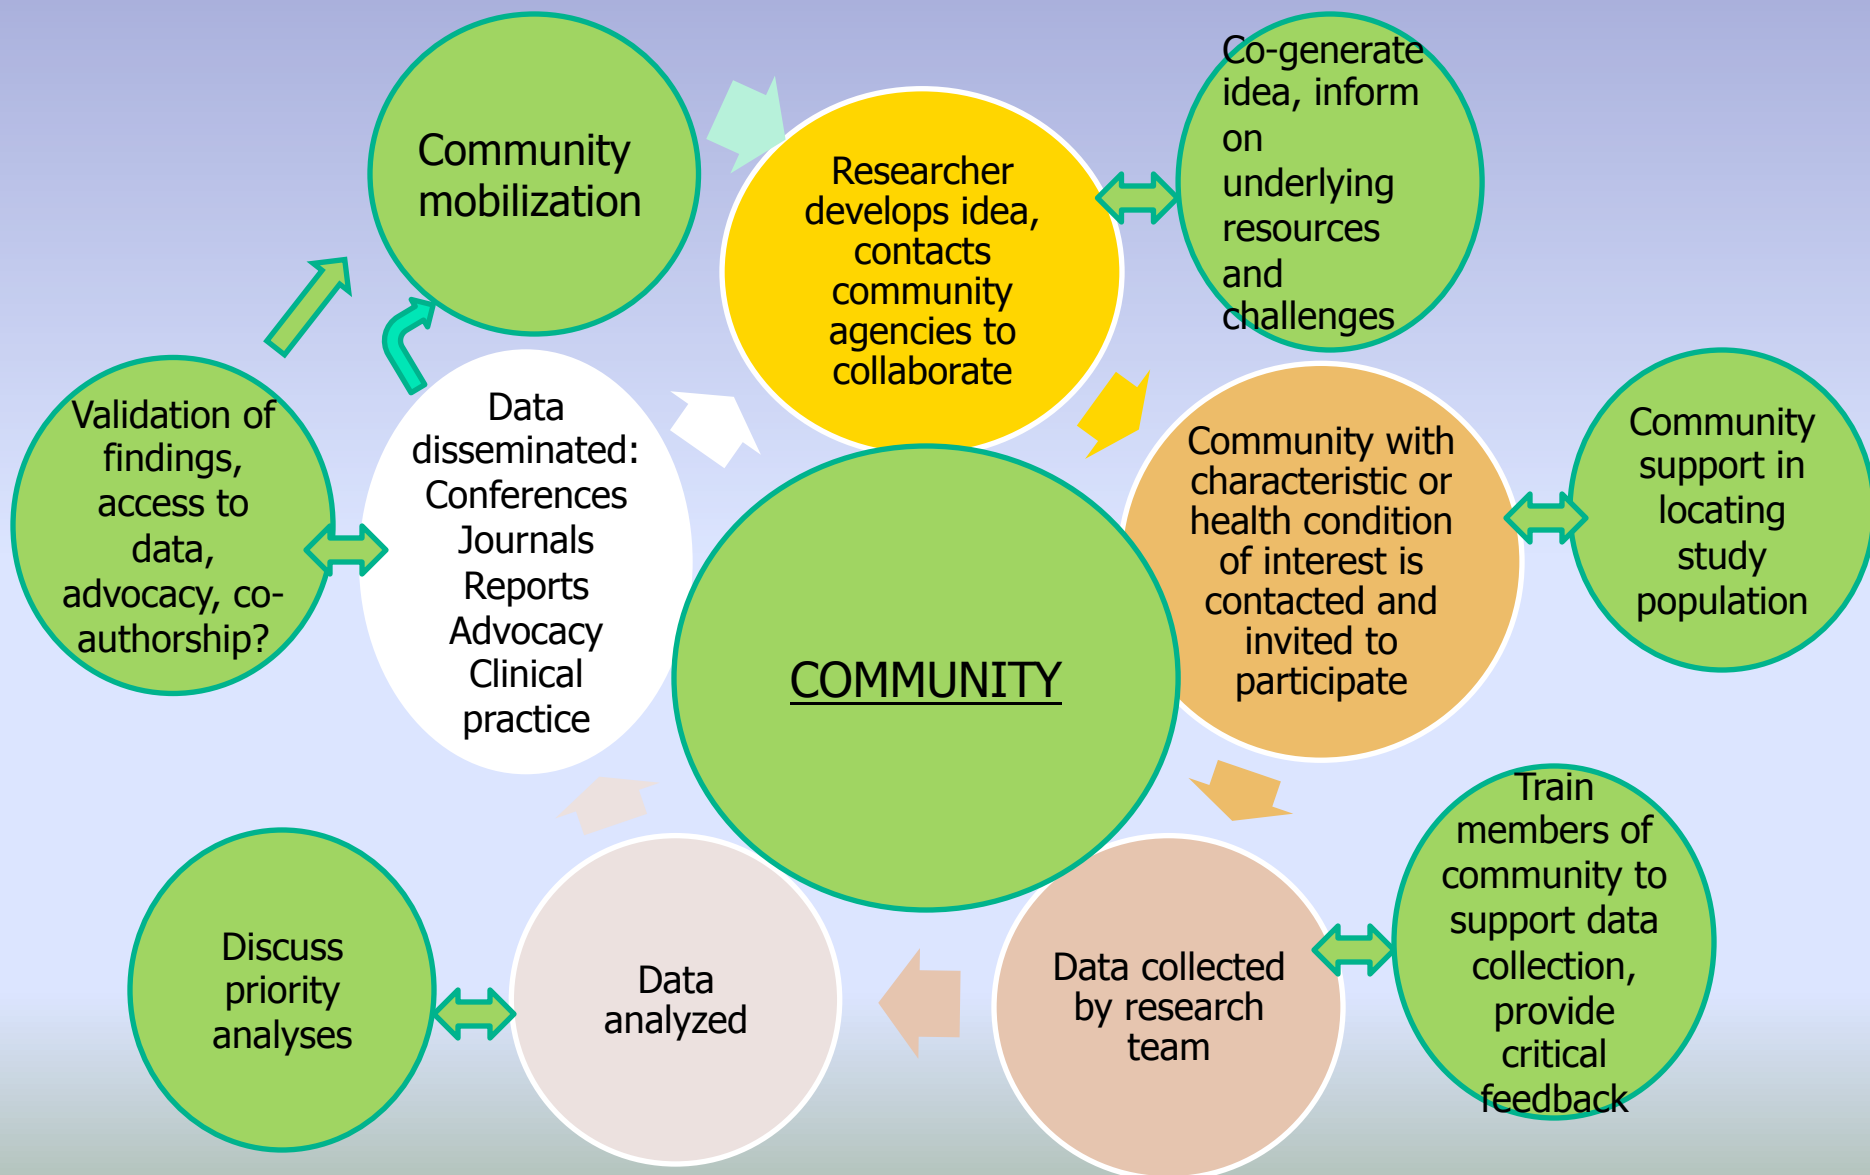 Community
mobilization
Researcher
develops idea,
contacts
community
agencies to
collaborate
Co-generate
idea, inform
on
underlying
resources
and
challenges
Community with
characteristic or
health condition
of interest is
contacted and
invited to
participate
Community
support in
locating
study
population
Train
members of
community to
support data
collection,
provide
critical
feedback
Data collected
by research
team
Data
analyzed
Discuss
priority
analyses
Data
disseminated:
Conferences
Journals
Reports
Advocacy
Clinical
practice
Validation of
findings,
access to
data,
advocacy, co-
authorship?
COMMUNITY